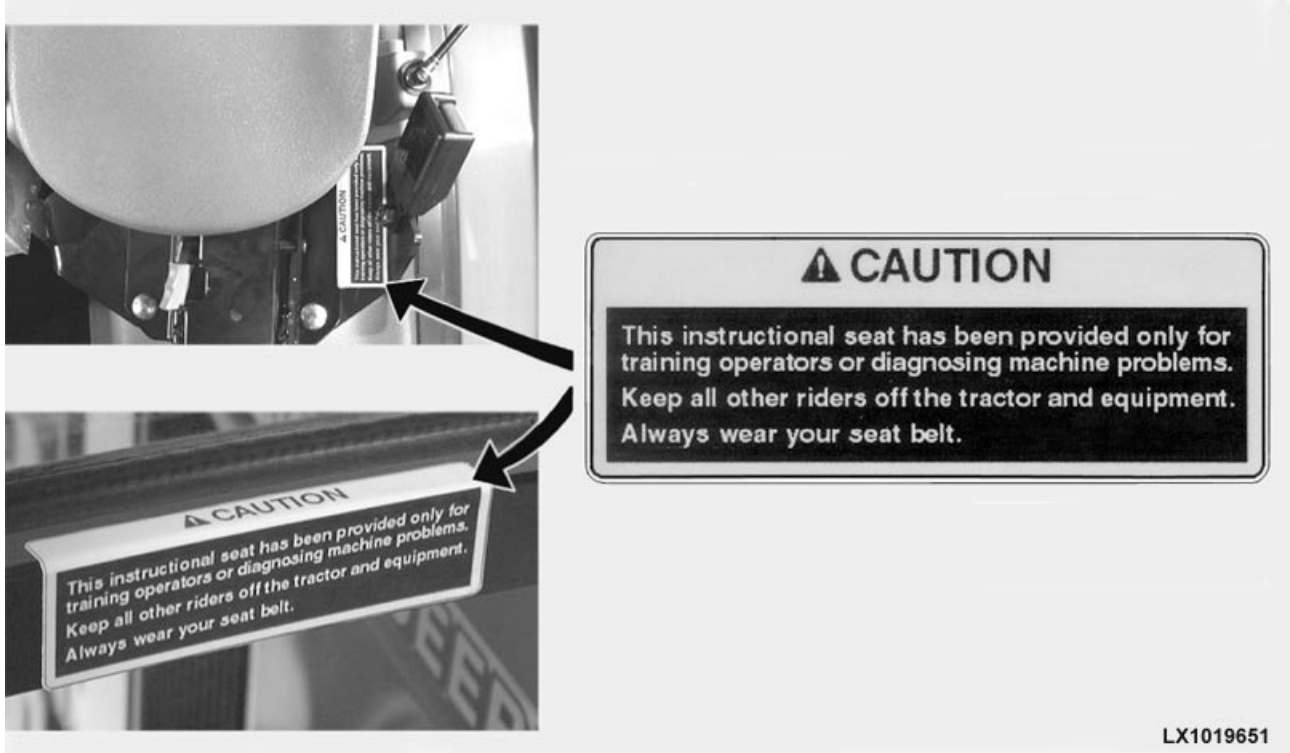 ⚠ CAUTION
This instructional seat has been provided only for
training operators or diagnosing machine problems.
Keep all other riders off the tractor and equipment.
Always wear your seat belt.
⚠ CAUTION
This instructional seat has been provided only for
training operators or diagnosing machine problems.
Keep all other riders off the tractor and equipment.
Always wear your seat belt.
⚠ CAUTION
EER
LX1019651